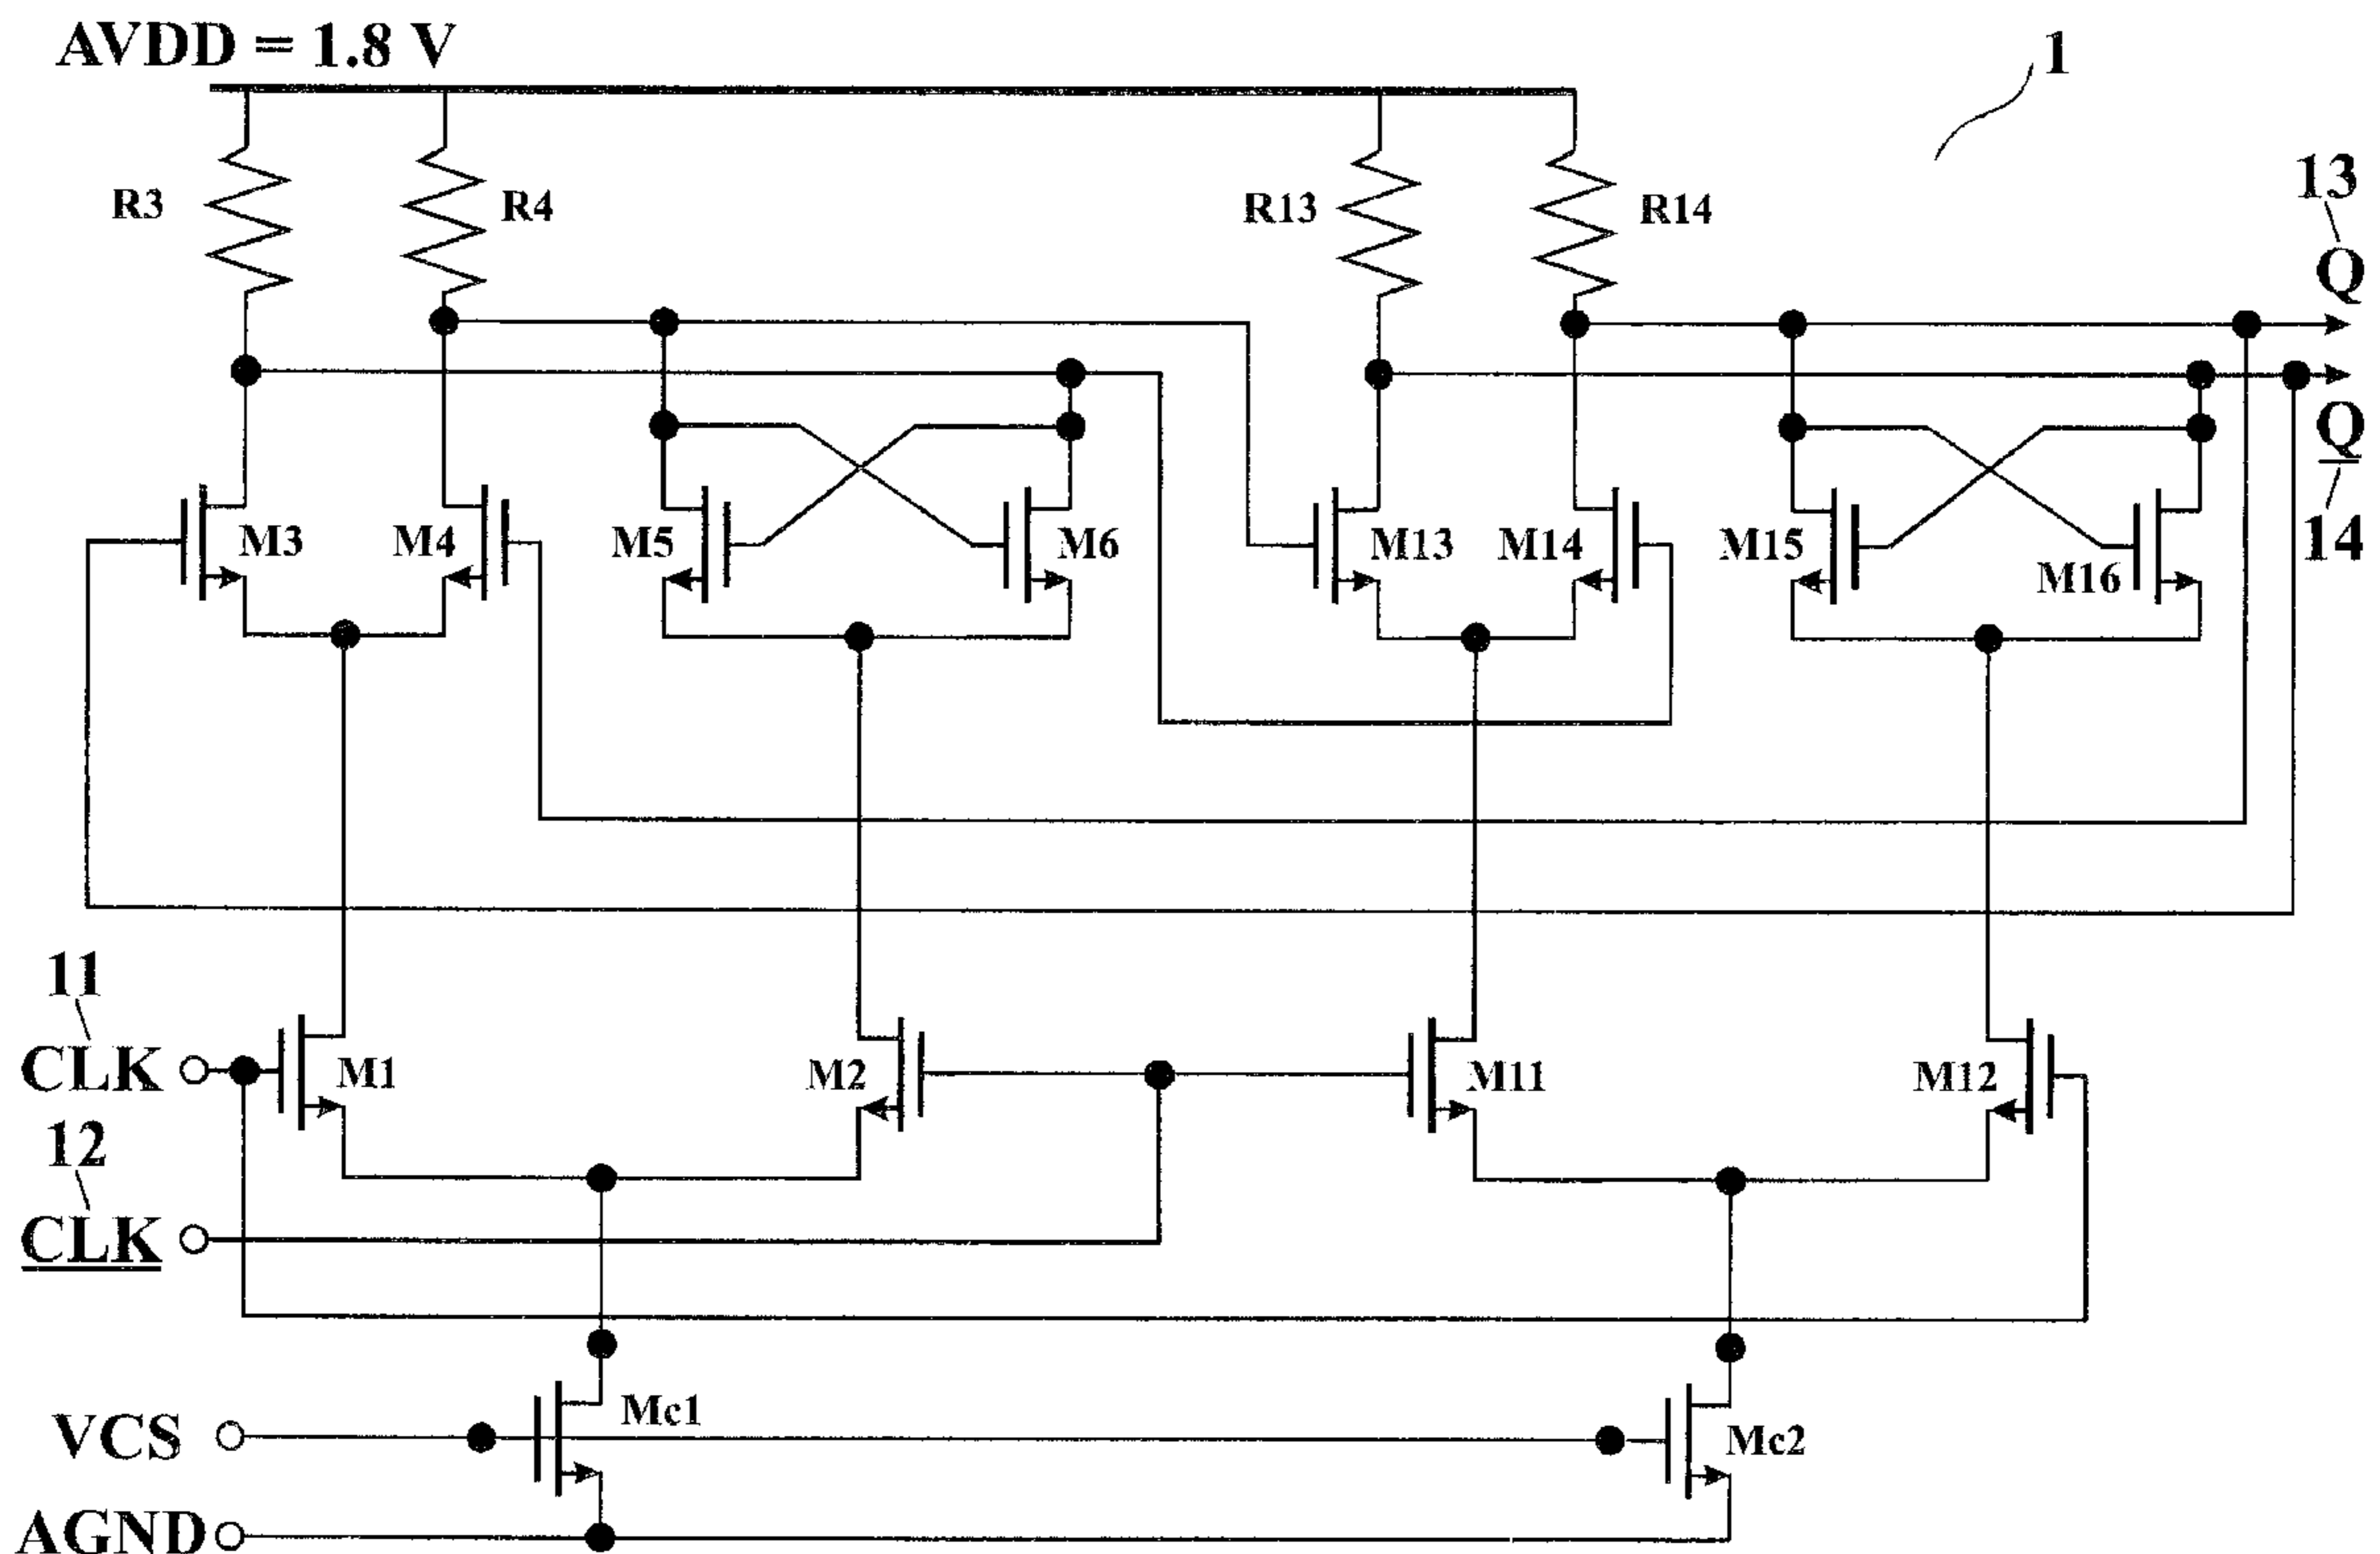 AVDD = 1.8 V
1
13
R3
R4
R13
R14
Q
Q
14
M3
M4
M5
M6
M13
M14
M15
M16
11
CLK
M1
M2
M11
M12
12
CLK
Mc1
VCS
Mc2
AGND